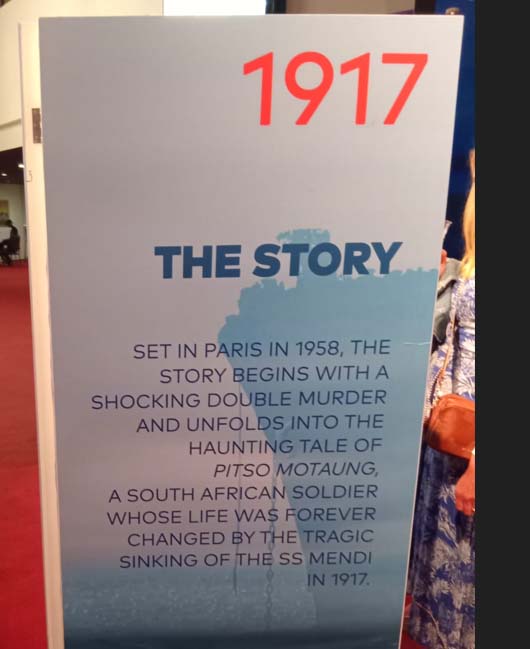 1917
THE STORY
SET IN PARIS IN 1958, THE
STORY BEGINS WITH A
SHOCKING DOUBLE MURDER
AND UNFOLDS INTO THE
HAUNTING TALE OF
PITSO MOTAUNG,
A SOUTH AFRICAN SOLDIER
WHOSE LIFE WAS FOREVER
CHANGED BY THE TRAGIC
SINKING OF THE SS MENDI
IN 1917.